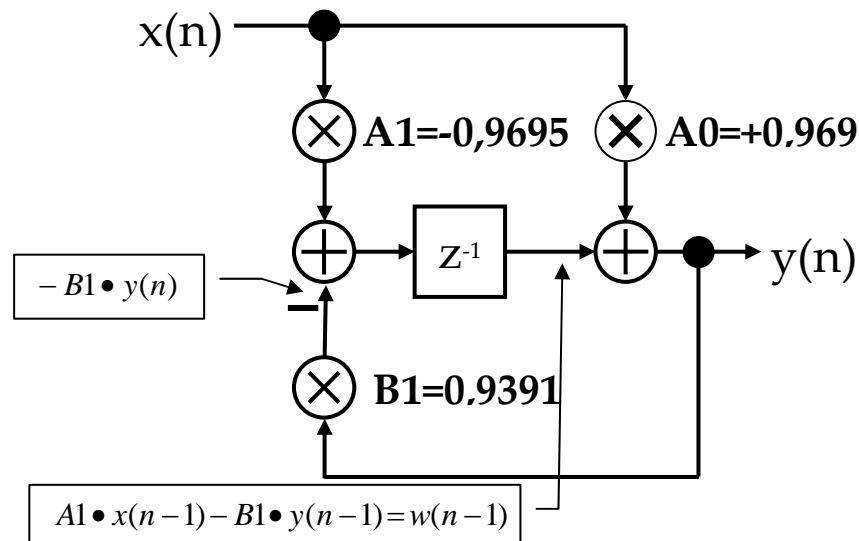 x(n)
A1=-0,9695
A0=+0,969
z-1
y(n)
− B1 • y(n)
B1=0,9391
A1 • x(n−1) − B1 • y(n−1) = w(n−1)